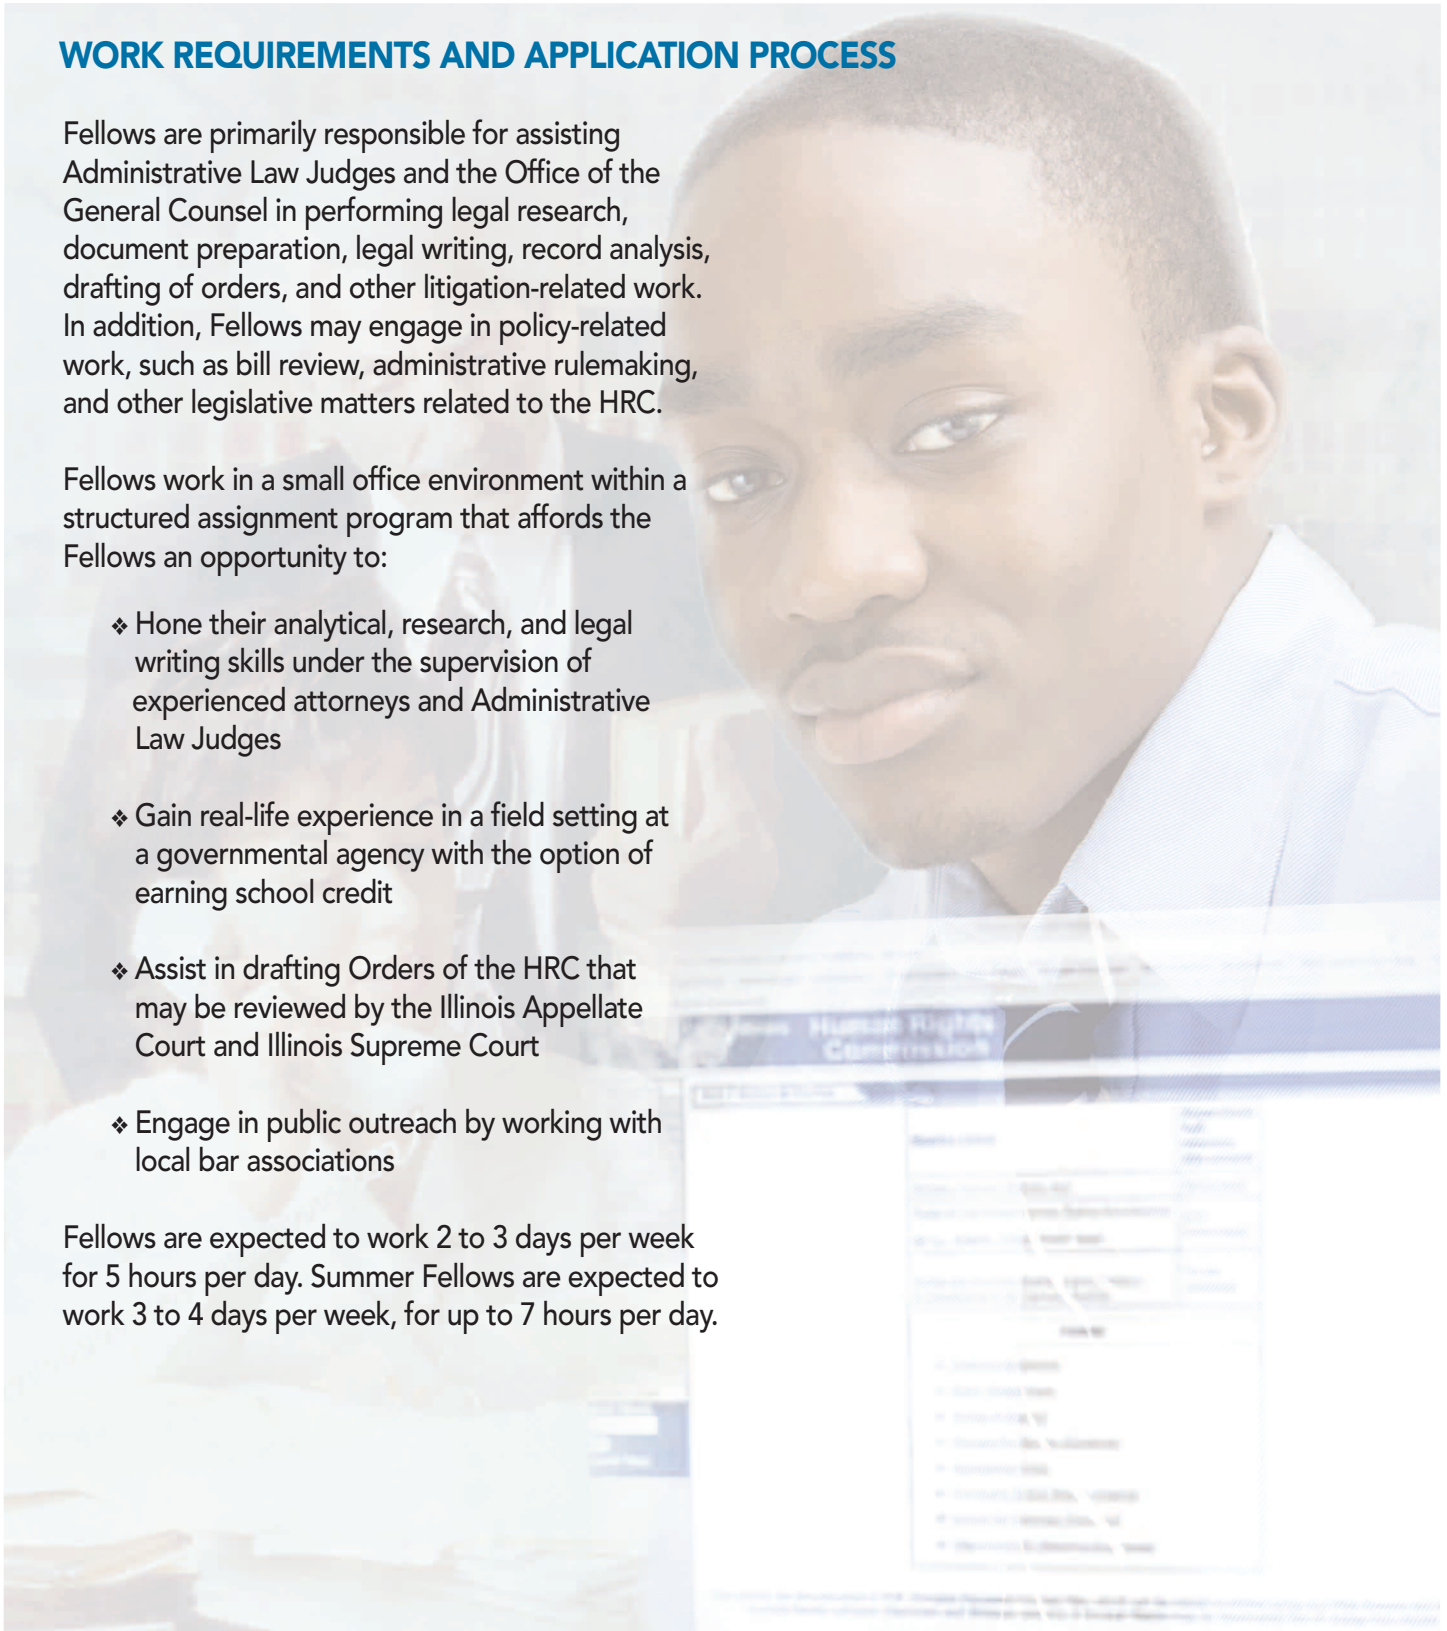 WORK REQUIREMENTS AND APPLICATION PROCESS
Fellows are primarily responsible for assisting
Administrative Law Judges and the Office of the
General Counsel in performing legal research,
document preparation, legal writing, record analysis,
drafting of orders, and other litigation-related work.
In addition, Fellows may engage in policy-related
work, such as bill review, administrative rulemaking,
and other legislative matters related to the HRC.
Fellows work in a small office environment within a
structured assignment program that affords the
Fellows an opportunity to:
❖ Hone their analytical, research, and legal
writing skills under the supervision of
experienced attorneys and Administrative
Law Judges
❖ Gain real-life experience in a field setting at
a governmental agency with the option of
earning school credit
❖ Assist in drafting Orders of the HRC that
may be reviewed by the Illinois Appellate
Court and Illinois Supreme Court
❖ Engage in public outreach by working with
local bar associations
Fellows are expected to work 2 to 3 days per week
for 5 hours per day. Summer Fellows are expected to
work 3 to 4 days per week, for up to 7 hours per day.
Human Rights
Commission